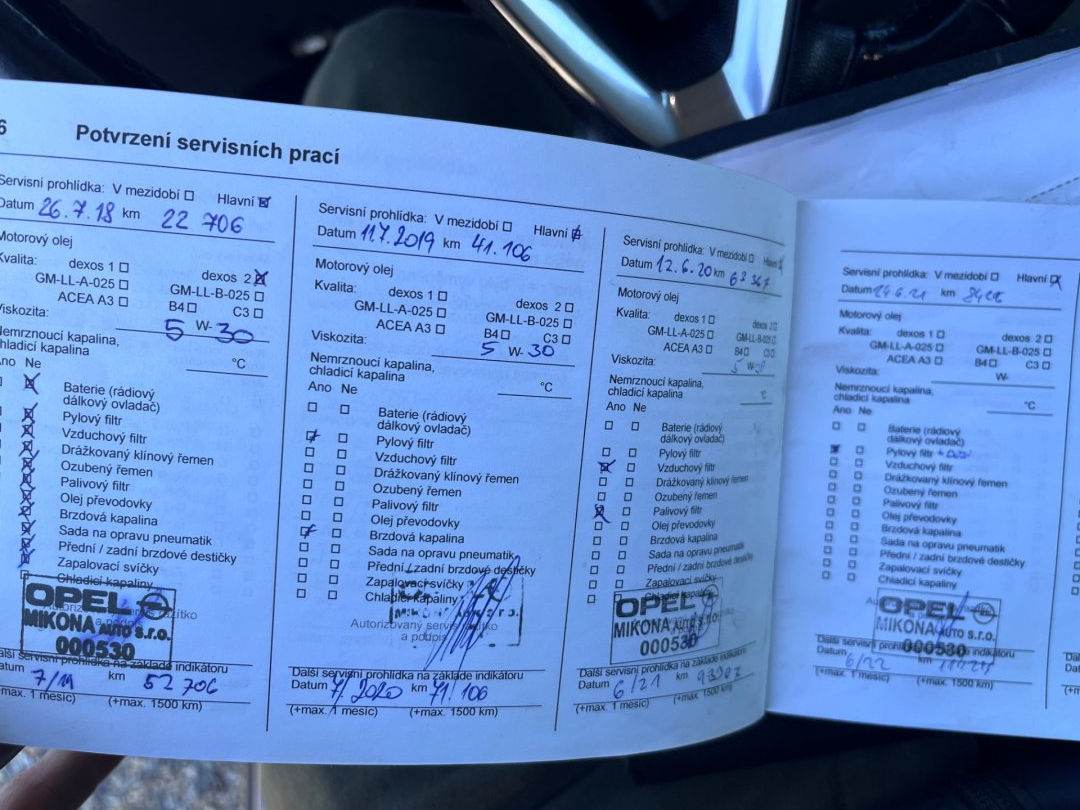 6 Potvrzení servisních prací
Servisní prohlídka: V mezidobí Hlavní
Datum 26.7.18 km 22 706
Motorový olej
Kvalita: dexos 1 dexos 2
GM-LL-A-025 GM-LL-B-025
ACEA A3 B4 C3
Viskozita: 5 W-30
Nemrznoucí kapalina,
chladicí kapalina °C
Ano Ne
Baterie (rádiový
dálkový ovladač)
Pylový filtr
Vzduchový filtr
Drážkovaný klínový řemen
Ozubený řemen
Palivový filtr
Olej převodovky
Brzdová kapalina
Sada na opravu pneumatik
Přední / zadní brzdové destičky
Zapalovací svíčky
Chladicí kapaliny
OPEL
MIKONA AUTO s.r.o.
000530
Další servisní prohlídka na základě indikátoru
Datum 7/19 km 52 706
(+max. 1 měsíc) (+max. 1500 km)
Servisní prohlídka: V mezidobí Hlavní
Datum 11.7.2019 km 41.106
Motorový olej
Kvalita: dexos 1 dexos 2
GM-LL-A-025 GM-LL-B-025
ACEA A3 B4 C3
Viskozita: 5 W-30
Nemrznoucí kapalina,
chladicí kapalina °C
Ano Ne
Baterie (rádiový
dálkový ovladač)
Pylový filtr
Vzduchový filtr
Drážkovaný klínový řemen
Ozubený řemen
Palivový filtr
Olej převodovky
Brzdová kapalina
Sada na opravu pneumatik
Přední / zadní brzdové destičky
Zapalovací svíčky
Chladicí kapaliny
Autorizovaný servis
a podpis
Další servisní prohlídka na základě indikátoru
Datum 7/2020 km 71 106
(+max. 1 měsíc) (+max. 1500 km)
Servisní prohlídka: V mezidobí Hlavní
Datum 12.6.20 km 63 367
Motorový olej
Kvalita: dexos 1 dexos 2
GM-LL-A-025 GM-LL-B-025
ACEA A3 B4 C3
Viskozita: W-
Nemrznoucí kapalina,
chladicí kapalina °C
Ano Ne
Baterie (rádiový
dálkový ovladač)
Pylový filtr
Vzduchový filtr
Drážkovaný klínový řemen
Ozubený řemen
Palivový filtr
Olej převodovky
Brzdová kapalina
Sada na opravu pneumatik
Přední / zadní brzdové destičky
Zapalovací svíčky
Chladicí kapaliny
OPEL
MIKONA AUTO s.r.o.
000530
Další servisní prohlídka na základě indikátoru
Datum 6/21 km
(+max. 1 měsíc) (+max. 1500 km)
Servisní prohlídka: V mezidobí Hlavní
Datum 24.6.21 km
Motorový olej
Kvalita: dexos 1 dexos 2
GM-LL-A-025 GM-LL-B-025
ACEA A3 B4 C3
Viskozita: W-
Nemrznoucí kapalina,
chladicí kapalina °C
Ano Ne
Baterie (rádiový
dálkový ovladač)
Pylový filtr
Vzduchový filtr
Drážkovaný klínový řemen
Ozubený řemen
Palivový filtr
Olej převodovky
Brzdová kapalina
Sada na opravu pneumatik
Přední / zadní brzdové destičky
Zapalovací svíčky
Chladicí kapaliny
OPEL
MIKONA AUTO s.r.o.
000530
Další servisní prohlídka na základě indikátoru
Datum 6/22 km
(+max. 1 měsíc) (+max. 1500 km)